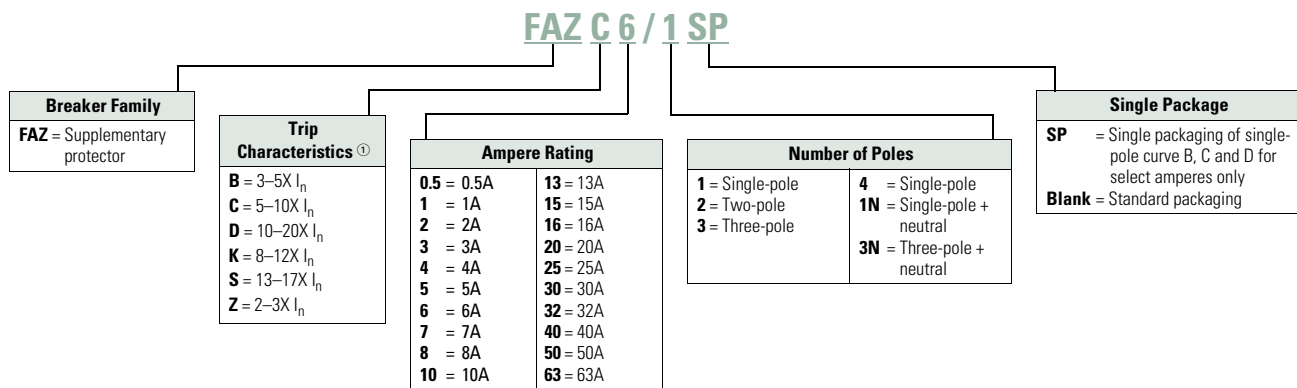 FAZ C 6 / 1 SP
Breaker Family
FAZ = Supplementary
protector
Trip
Characteristics ①
B = 3–5X In
C = 5–10X In
D = 10–20X In
K = 8–12X In
S = 13–17X In
Z = 2–3X In
Ampere Rating
0.5 = 0.5A
1 = 1A
2 = 2A
3 = 3A
4 = 4A
5 = 5A
6 = 6A
7 = 7A
8 = 8A
10 = 10A
13 = 13A
15 = 15A
16 = 16A
20 = 20A
25 = 25A
30 = 30A
32 = 32A
40 = 40A
50 = 50A
63 = 63A
Number of Poles
1 = Single-pole
2 = Two-pole
3 = Three-pole
4 = Single-pole
1N = Single-pole +
neutral
3N = Three-pole +
neutral
Single Package
SP = Single packaging of single-
pole curve B, C and D for
select amperes only
Blank = Standard packaging